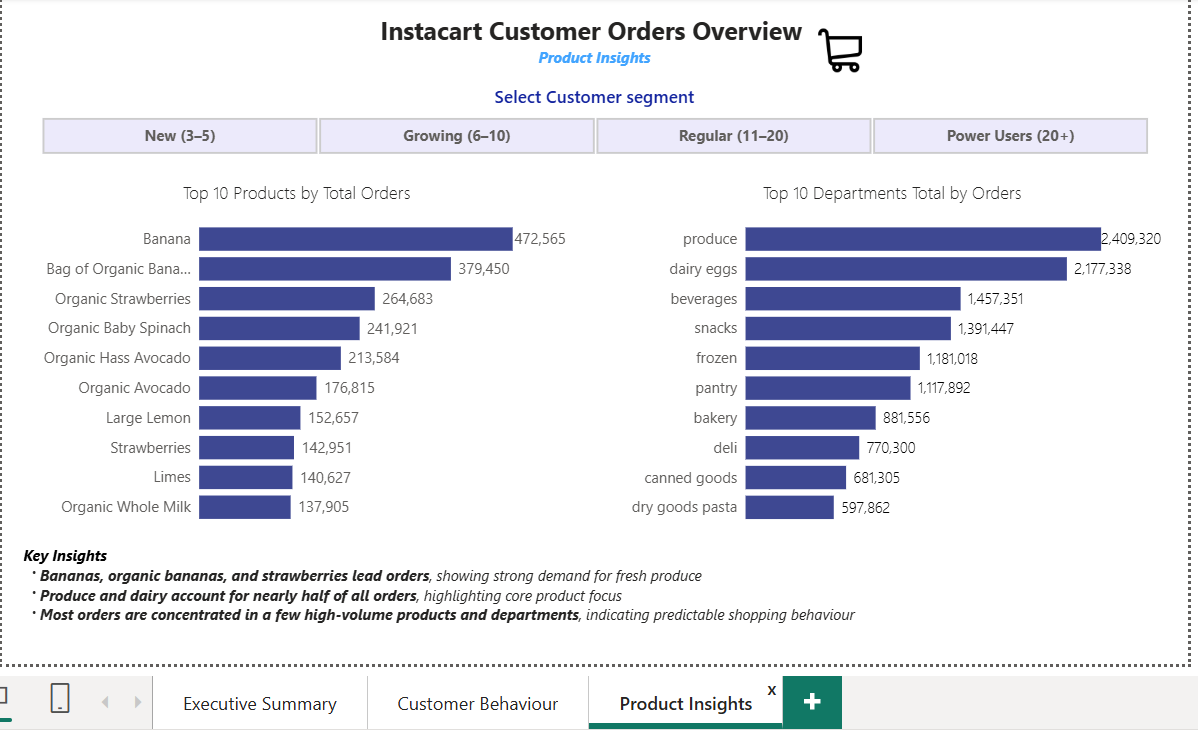 Instacart Customer Orders Overview
Product Insights
Select Customer segment
New (3–5)
Growing (6–10)
Regular (11–20)
Power Users (20+)
Top 10 Products by Total Orders
Banana 472,565
Bag of Organic Bana... 379,450
Organic Strawberries 264,683
Organic Baby Spinach 241,921
Organic Hass Avocado 213,584
Organic Avocado 176,815
Large Lemon 152,657
Strawberries 142,951
Limes 140,627
Organic Whole Milk 137,905
Top 10 Departments Total by Orders
produce 2,409,320
dairy eggs 2,177,338
beverages 1,457,351
snacks 1,391,447
frozen 1,181,018
pantry 1,117,892
bakery 881,556
deli 770,300
canned goods 681,305
dry goods pasta 597,862
Key Insights
· Bananas, organic bananas, and strawberries lead orders, showing strong demand for fresh produce
· Produce and dairy account for nearly half of all orders, highlighting core product focus
· Most orders are concentrated in a few high-volume products and departments, indicating predictable shopping behaviour
Executive Summary
Customer Behaviour
Product Insights x
+